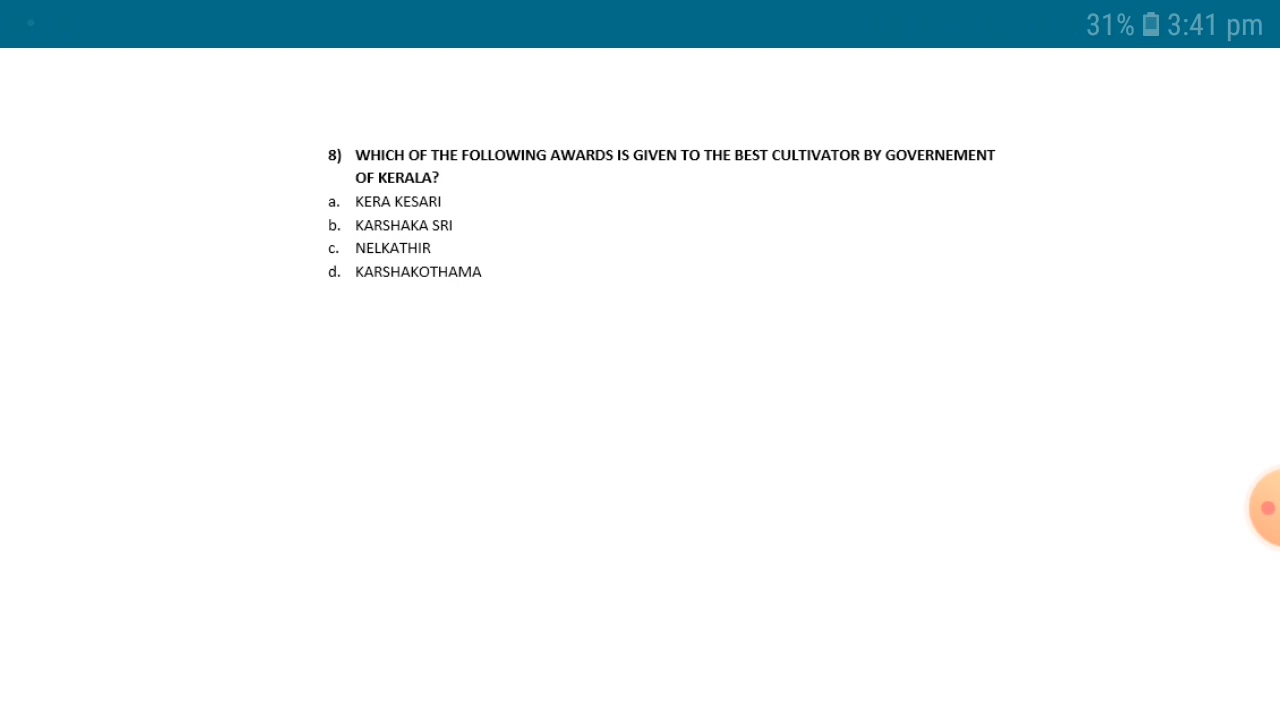 31% 3:41 pm
8) WHICH OF THE FOLLOWING AWARDS IS GIVEN TO THE BEST CULTIVATOR BY GOVERNEMENT
OF KERALA?
a. KERA KESARI
b. KARSHAKA SRI
c. NELKATHIR
d. KARSHAKOTHAMA